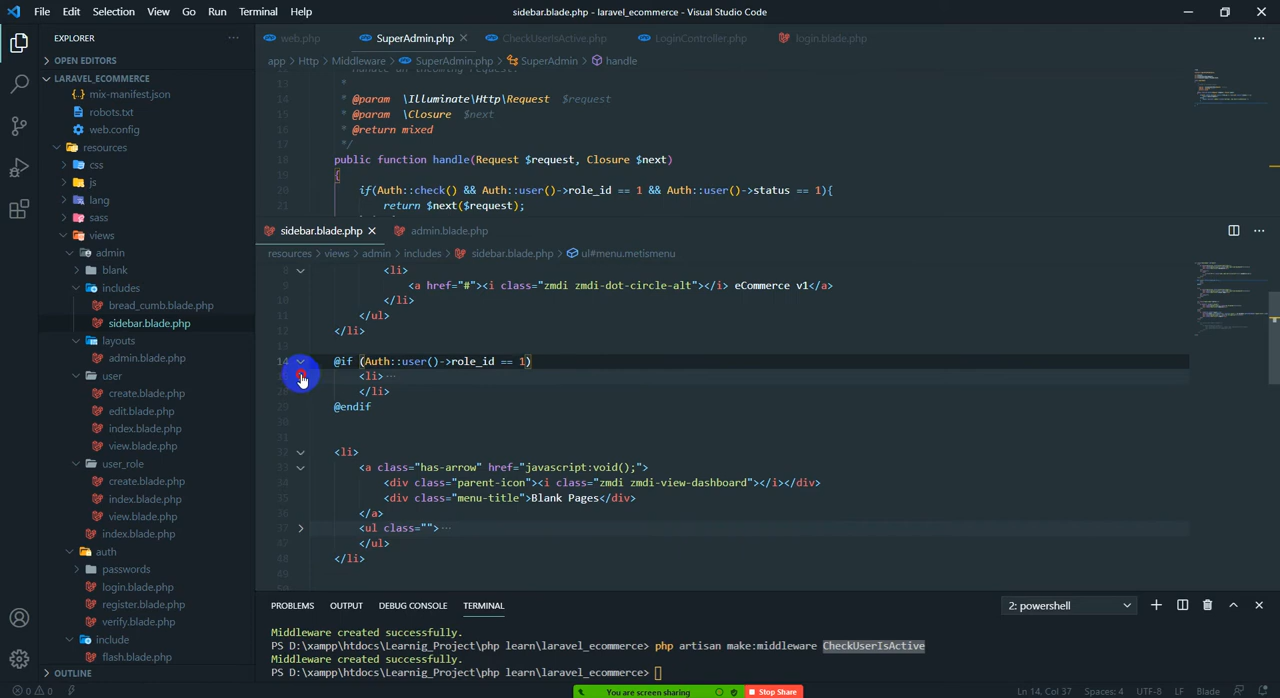 File Edit Selection View Go Run Terminal Help
sidebar.blade.php - laravel_ecommerce - Visual Studio Code
EXPLORER
OPEN EDITORS
LARAVEL_ECOMMERCE
mix-manifest.json
robots.txt
web.config
resources
css
js
lang
sass
views
admin
blank
includes
bread_cumb.blade.php
sidebar.blade.php
layouts
admin.blade.php
user
create.blade.php
edit.blade.php
index.blade.php
view.blade.php
user_role
create.blade.php
index.blade.php
view.blade.php
index.blade.php
auth
passwords
login.blade.php
register.blade.php
verify.blade.php
include
flash.blade.php
OUTLINE
web.php SuperAdmin.php CheckUserIsActive.php LoginController.php login.blade.php
app > Http > Middleware > SuperAdmin.php > SuperAdmin > handle
13 *
14 * @param \Illuminate\Http\Request $request
15 * @param \Closure $next
16 * @return mixed
17 */
18 public function handle(Request $request, Closure $next)
19 {
20 if(Auth::check() && Auth::user()->role_id == 1 && Auth::user()->status == 1){
21 return $next($request);
sidebar.blade.php admin.blade.php
resources > views > admin > includes > sidebar.blade.php > ul#menu.metismenu
8 <li>
9 <a href="#"><i class="zmdi zmdi-dot-circle-alt"></i> eCommerce v1</a>
10 </li>
11 </ul>
12 </li>
13
14 @if (Auth::user()->role_id == 1)
<li> ...
28 </li>
29 @endif
30
31
32 <li>
33 <a class="has-arrow" href="javascript:void();">
34 <div class="parent-icon"><i class="zmdi zmdi-view-dashboard"></i></div>
35 <div class="menu-title">Blank Pages</div>
36 </a>
37 <ul class=""> ...
47 </ul>
48 </li>
49
PROBLEMS OUTPUT DEBUG CONSOLE TERMINAL
2: powershell
Middleware created successfully.
PS D:\xampp\htdocs\Learnig_Project\php learn\laravel_ecommerce> php artisan make:middleware CheckUserIsActive
Middleware created successfully.
PS D:\xampp\htdocs\Learnig_Project\php learn\laravel_ecommerce>
0 0
You are screen sharing Stop Share
Ln 14, Col 37 Spaces: 4 UTF-8 LF Blade